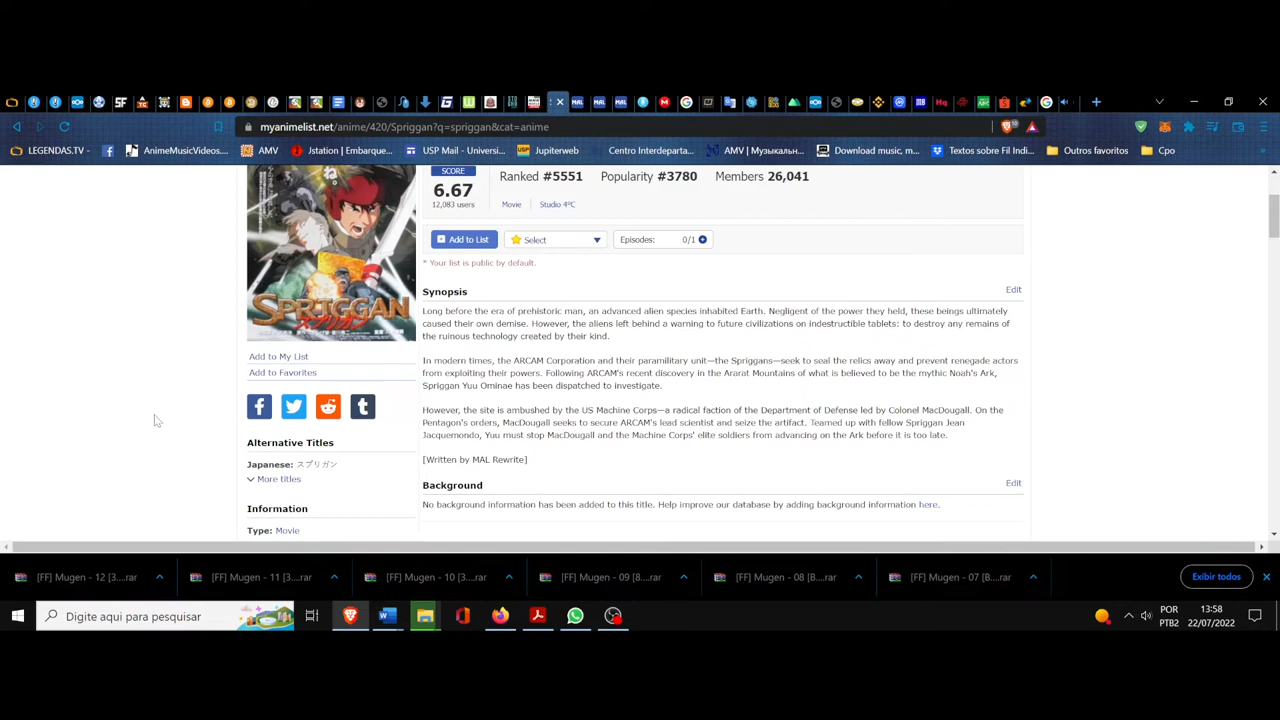 myanimelist.net/anime/420/Spriggan?q=spriggan&cat=anime
LEGENDAS.TV - AnimeMusicVideos... AMV Jstation | Embarque... USP Mail - Universi... Jupiterweb Centro Interdeparta... AMV | Музыкальн... Download music, m... Textos sobre Fil Indi... Outros favoritos Cpo
SCORE
6.67
12,083 users
Ranked #5551 Popularity #3780 Members 26,041
Movie Studio 4°C
Add to List Select Episodes: 0/1
* Your list is public by default.
SPRIGGAN
スプリガン
Synopsis Edit
Long before the era of prehistoric man, an advanced alien species inhabited Earth. Negligent of the power they held, these beings ultimately
caused their own demise. However, the aliens left behind a warning to future civilizations on indestructible tablets: to destroy any remains of
the ruinous technology created by their kind.
In modern times, the ARCAM Corporation and their paramilitary unit—the Spriggans—seek to seal the relics away and prevent renegade actors
from exploiting their powers. Following ARCAM's recent discovery in the Ararat Mountains of what is believed to be the mythic Noah's Ark,
Spriggan Yuu Ominae has been dispatched to investigate.
However, the site is ambushed by the US Machine Corps—a radical faction of the Department of Defense led by Colonel MacDougall. On the
Pentagon's orders, MacDougall seeks to secure ARCAM's lead scientist and seize the artifact. Teamed up with fellow Spriggan Jean
Jacquemondo, Yuu must stop MacDougall and the Machine Corps' elite soldiers from advancing on the Ark before it is too late.
[Written by MAL Rewrite]
Background Edit
No background information has been added to this title. Help improve our database by adding background information here.
Add to My List
Add to Favorites
Alternative Titles
Japanese: スプリガン
More titles
Information
Type: Movie
[FF] Mugen - 12 [3....rar [FF] Mugen - 11 [3....rar [FF] Mugen - 10 [3....rar [FF] Mugen - 09 [8....rar [FF] Mugen - 08 [B....rar [FF] Mugen - 07 [B....rar Exibir todos
Digite aqui para pesquisar
POR 13:58
PTB2 22/07/2022